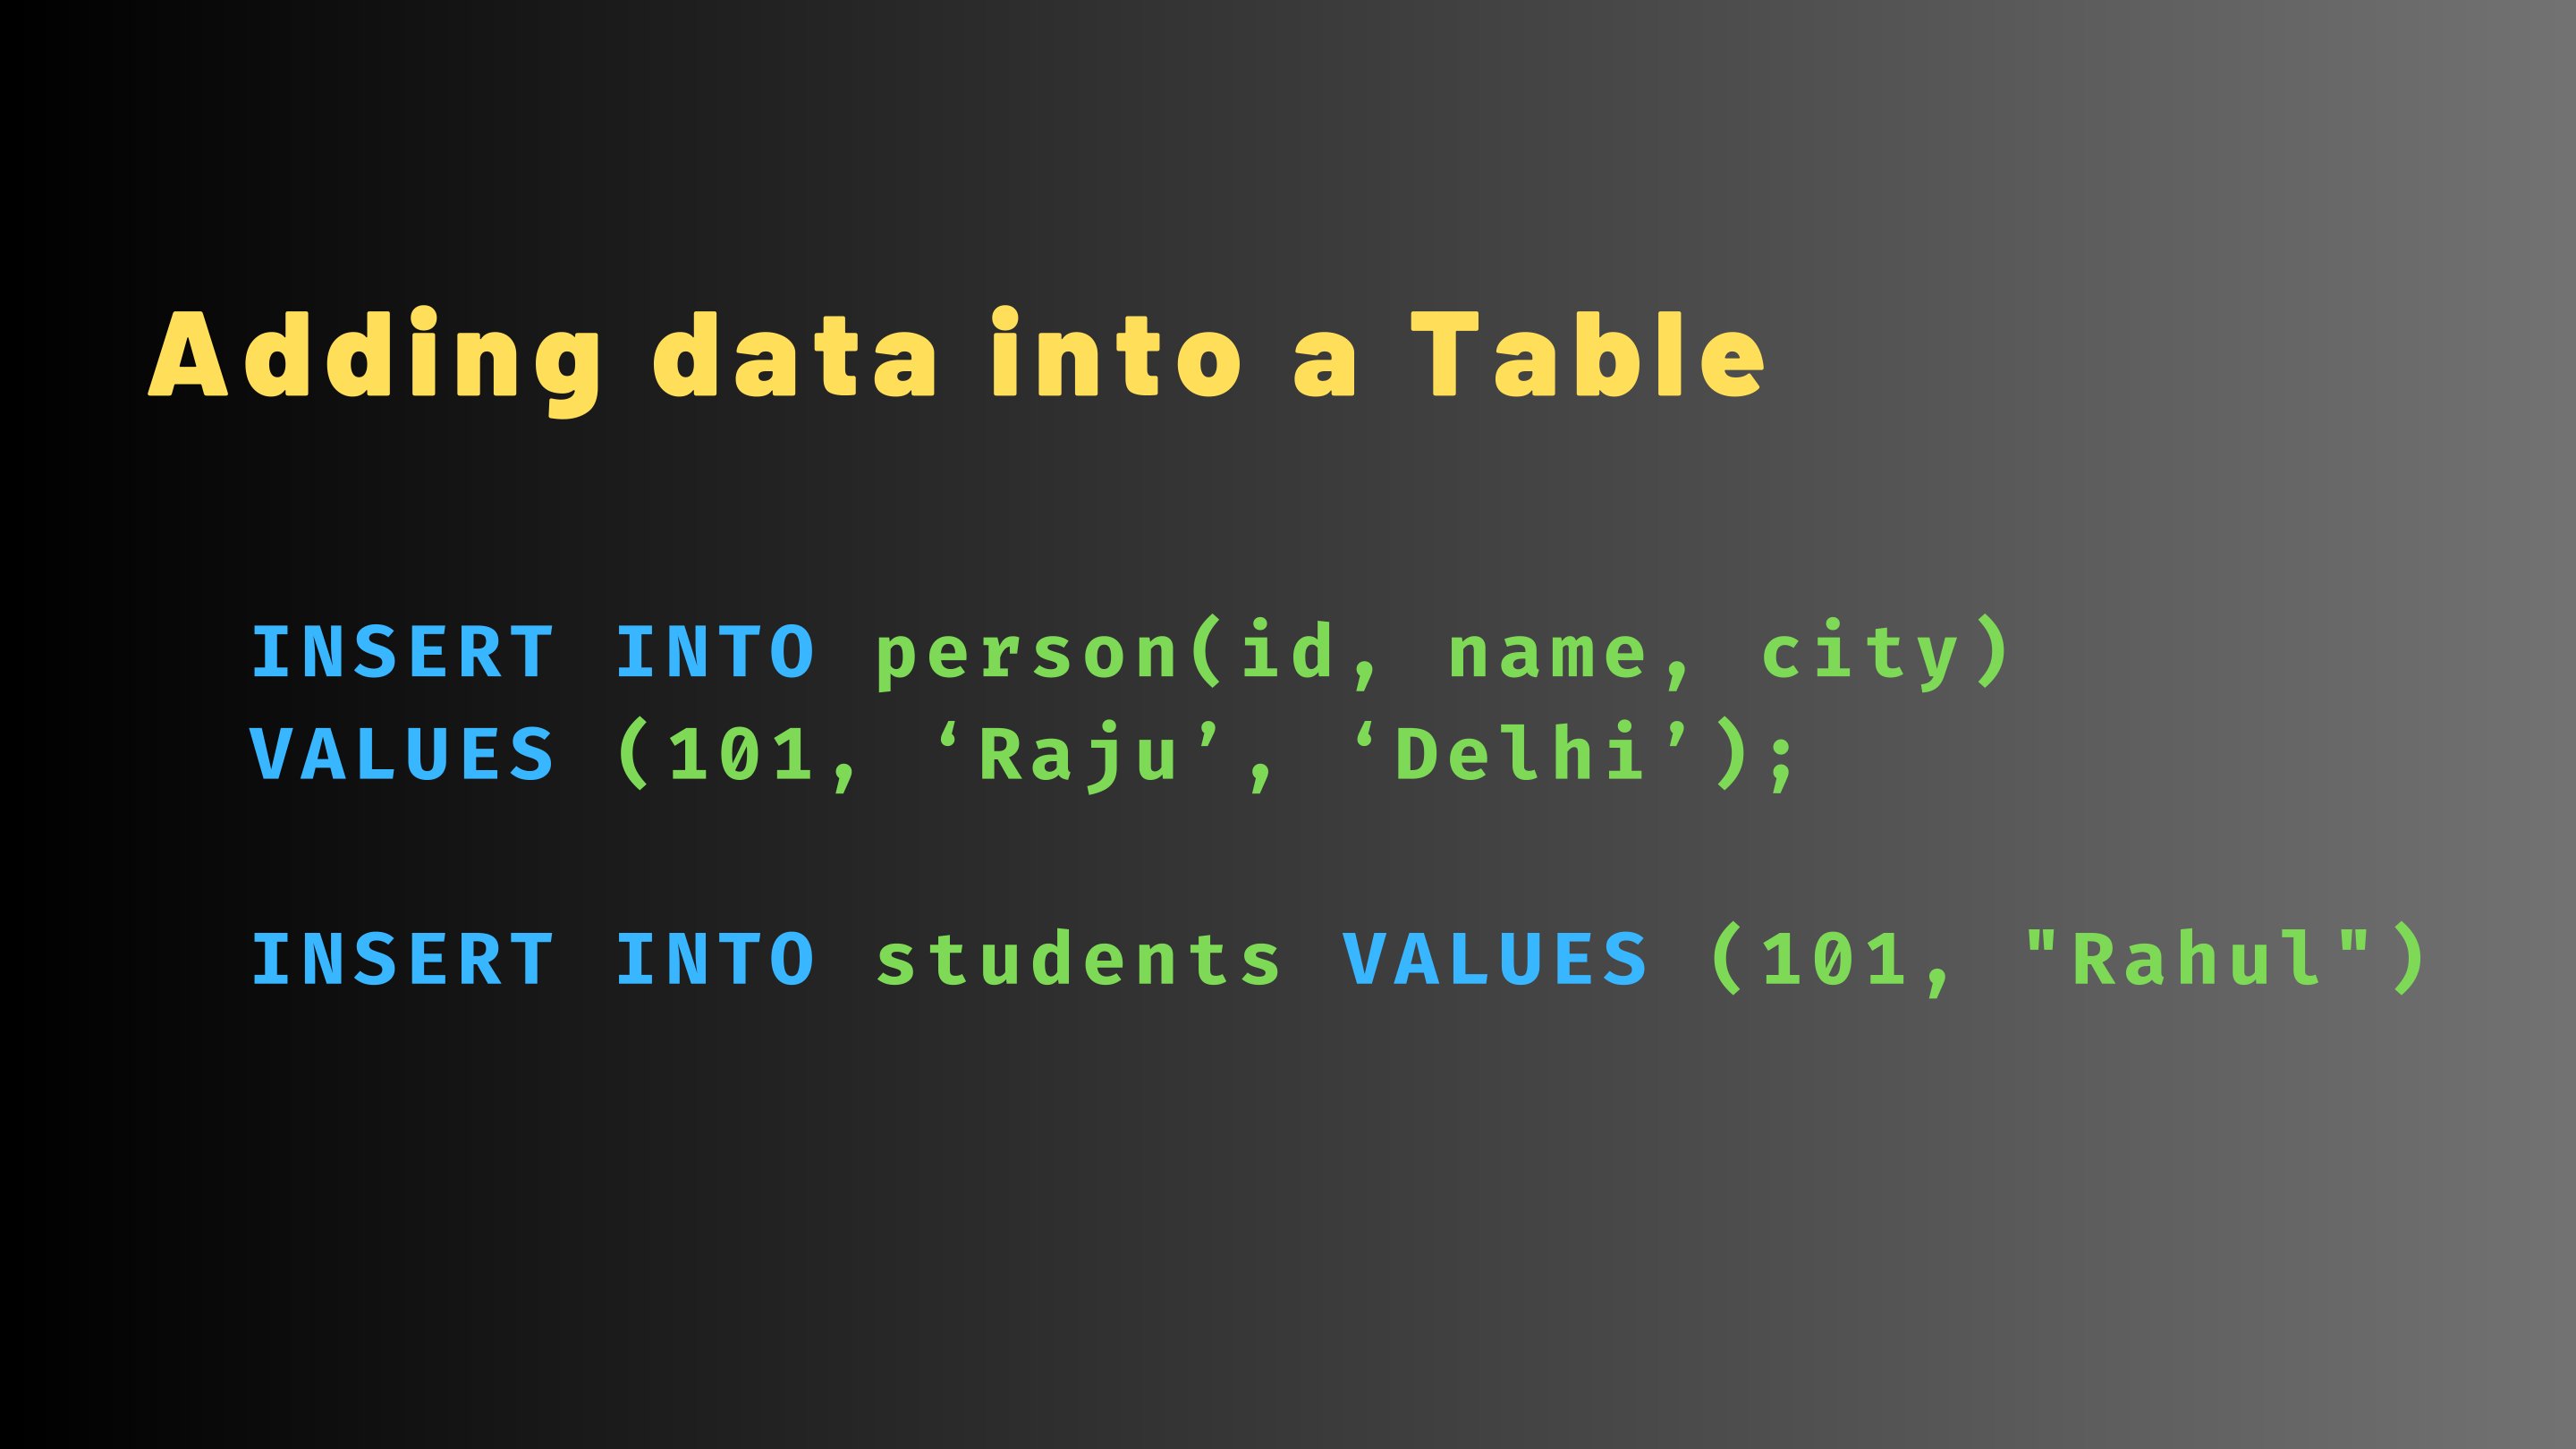 Adding data into a Table
INSERT INTO person(id, name, city)
VALUES (101, ‘Raju’, ‘Delhi’);
INSERT INTO students VALUES (101, "Rahul")